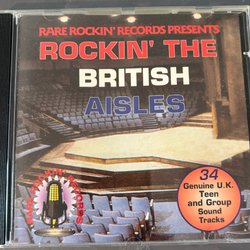 RARE ROCKIN' RECORDS PRESENTS
ROCKIN' THE
BRITISH
AISLES
34
Genuine U.K.
Teen
and Group
Sound
Tracks